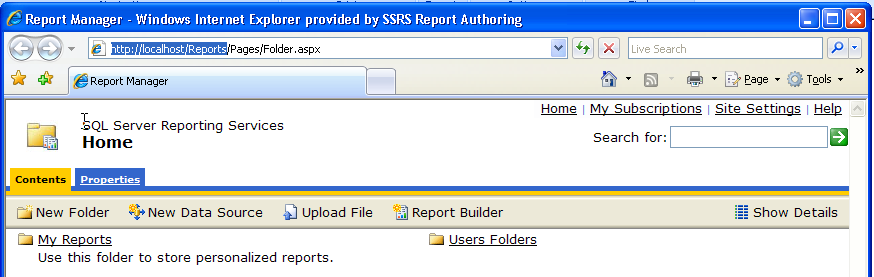 Report Manager - Windows Internet Explorer provided by SSRS Report Authoring
http://localhost/Reports/Pages/Folder.aspx Live Search
Report Manager Page Tools »
Home | My Subscriptions | Site Settings | Help
SQL Server Reporting Services
Home
Search for:
Contents Properties
New Folder New Data Source Upload File Report Builder Show Details
My Reports Users Folders
Use this folder to store personalized reports.